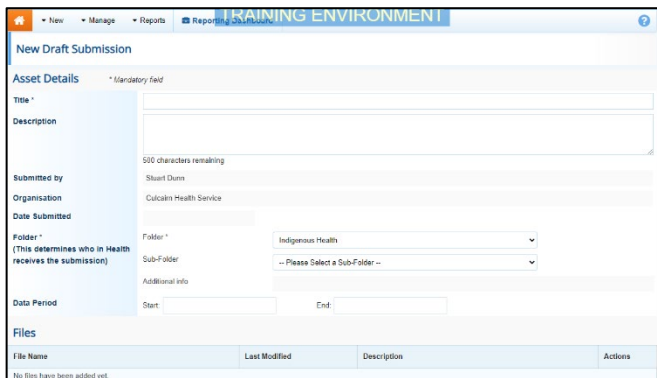 New Manage Reports Reporting Dashboard TRAINING ENVIRONMENT ?
New Draft Submission
Asset Details * Mandatory field
Title *
Description
500 characters remaining
Submitted by Stuart Dunn
Organisation Culcairn Health Service
Date Submitted
Folder * Folder * Indigenous Health
(This determines who in Health
receives the submission) Sub-Folder -- Please Select a Sub-Folder --
Additional info
Data Period Start: End:
Files
File Name Last Modified Description Actions
No files have been added yet.